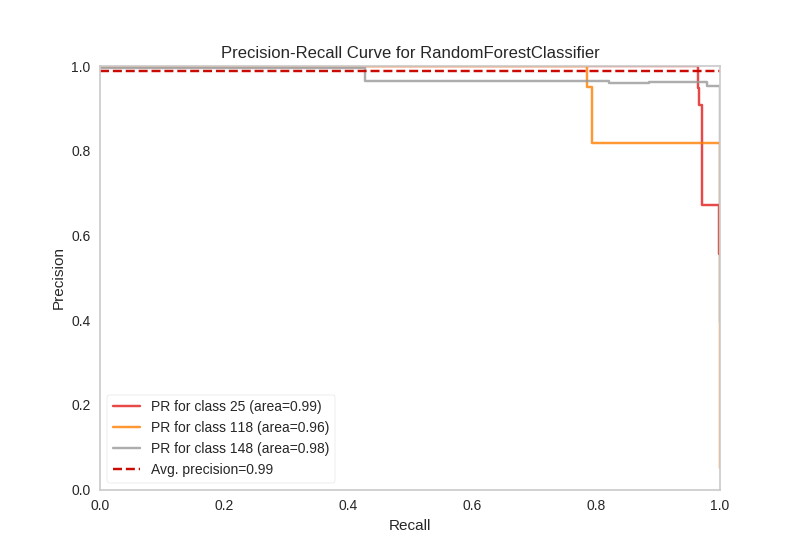 Precision-Recall Curve for RandomForestClassifier
1.0
0.8
0.6
0.4
0.2
0.0
Precision
PR for class 25 (area=0.99)
PR for class 118 (area=0.96)
PR for class 148 (area=0.98)
Avg. precision=0.99
0.0 0.2 0.4 0.6 0.8 1.0
Recall